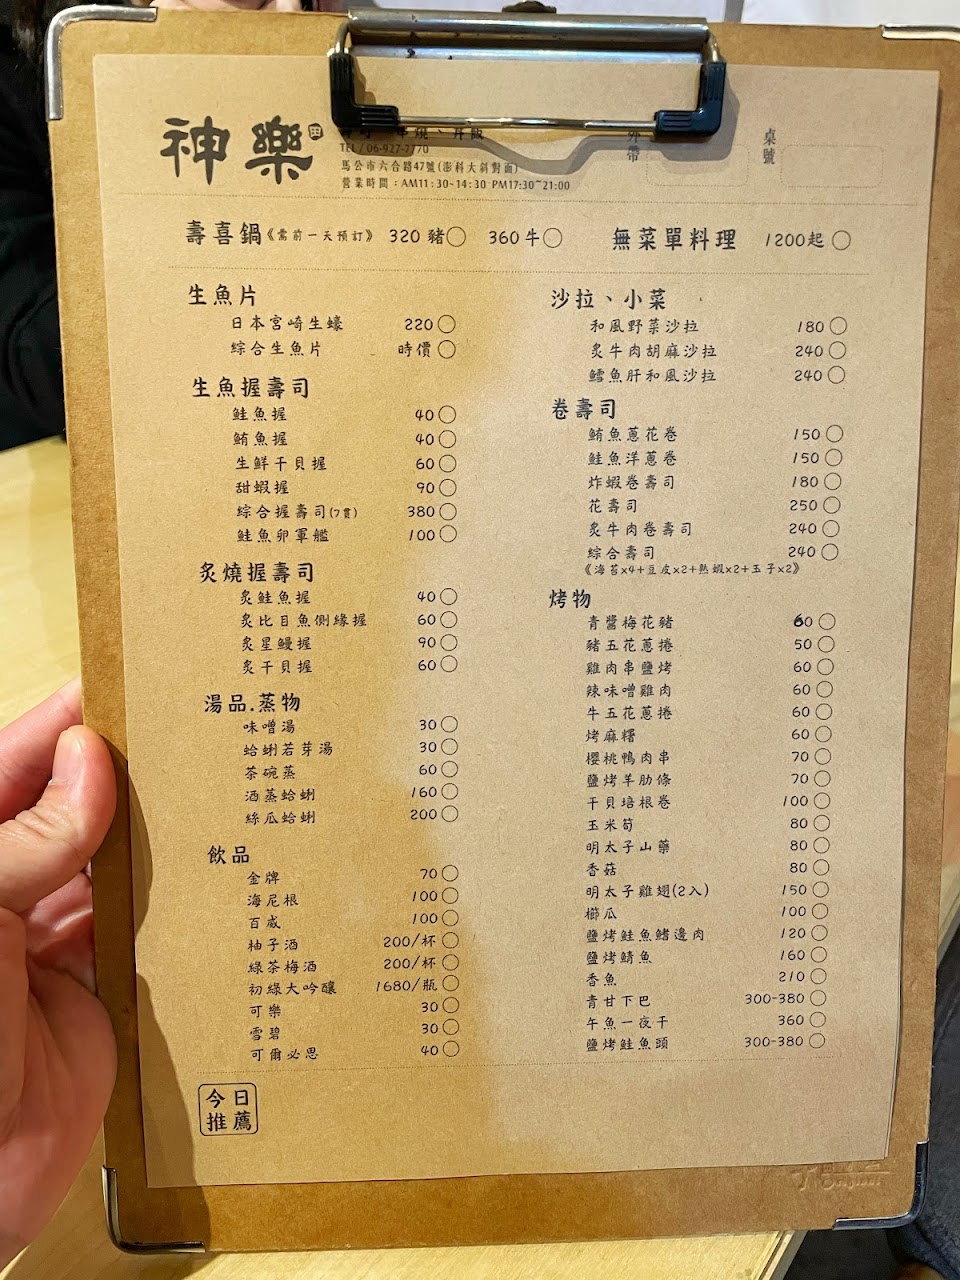 神樂
TEL / 06-927-7770
馬公市六合路47號(澎科大斜對面)
營業時間：AM11:30~14:30 PM17:30~21:00
外帶
桌號
壽喜鍋《需前一天預訂》 320 豬○ 360 牛○
無菜單料理 1200起 ○
生魚片
日本宮崎生蠔 220
綜合生魚片 時價
生魚握壽司
鮭魚握 40
鮪魚握 40
生鮮干貝握 60
甜蝦握 90
綜合握壽司(7貫) 380
鮭魚卵軍艦 100
炙燒握壽司
炙鮭魚握 40
炙比目魚側緣握 60
炙星鰻握 90
炙干貝握 60
湯品.蒸物
味噌湯 30
蛤蜊若芽湯 30
茶碗蒸 60
酒蒸蛤蜊 160
絲瓜蛤蜊 200
飲品
金牌 70
海尼根 100
百威 100
柚子酒 200/杯
綠茶梅酒 200/杯
初綠大吟釀 1680/瓶
可樂 30
雪碧 30
可爾必思 40
沙拉、小菜
和風野菜沙拉 180
炙牛肉胡麻沙拉 240
鱈魚肝和風沙拉 240
卷壽司
鮪魚蔥花卷 150
鮭魚洋蔥卷 150
炸蝦卷壽司 180
花壽司 250
炙牛肉卷壽司 240
綜合壽司 240
《海苔x4+豆皮x2+熟蝦x2+玉子x2》
烤物
青醬梅花豬 60
豬五花蔥捲 50
雞肉串鹽烤 60
辣味噌雞肉 60
牛五花蔥捲 60
烤麻糬 60
櫻桃鴨肉串 70
鹽烤羊肋條 70
干貝培根卷 100
玉米筍 80
明太子山藥 80
香菇 80
明太子雞翅(2入) 150
櫛瓜 100
鹽烤鮭魚鰭邊肉 120
鹽烤鯖魚 160
香魚 210
青甘下巴 300-380
午魚一夜干 360
鹽烤鮭魚頭 300-380
今日
推薦